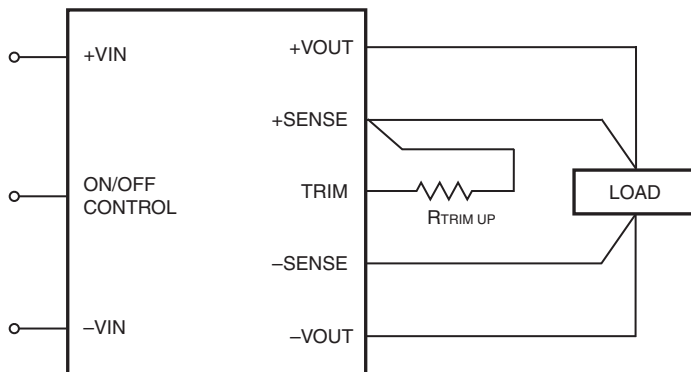 +VIN
ON/OFF
CONTROL
–VIN
+VOUT
+SENSE
TRIM
–SENSE
–VOUT
RTRIM UP
LOAD